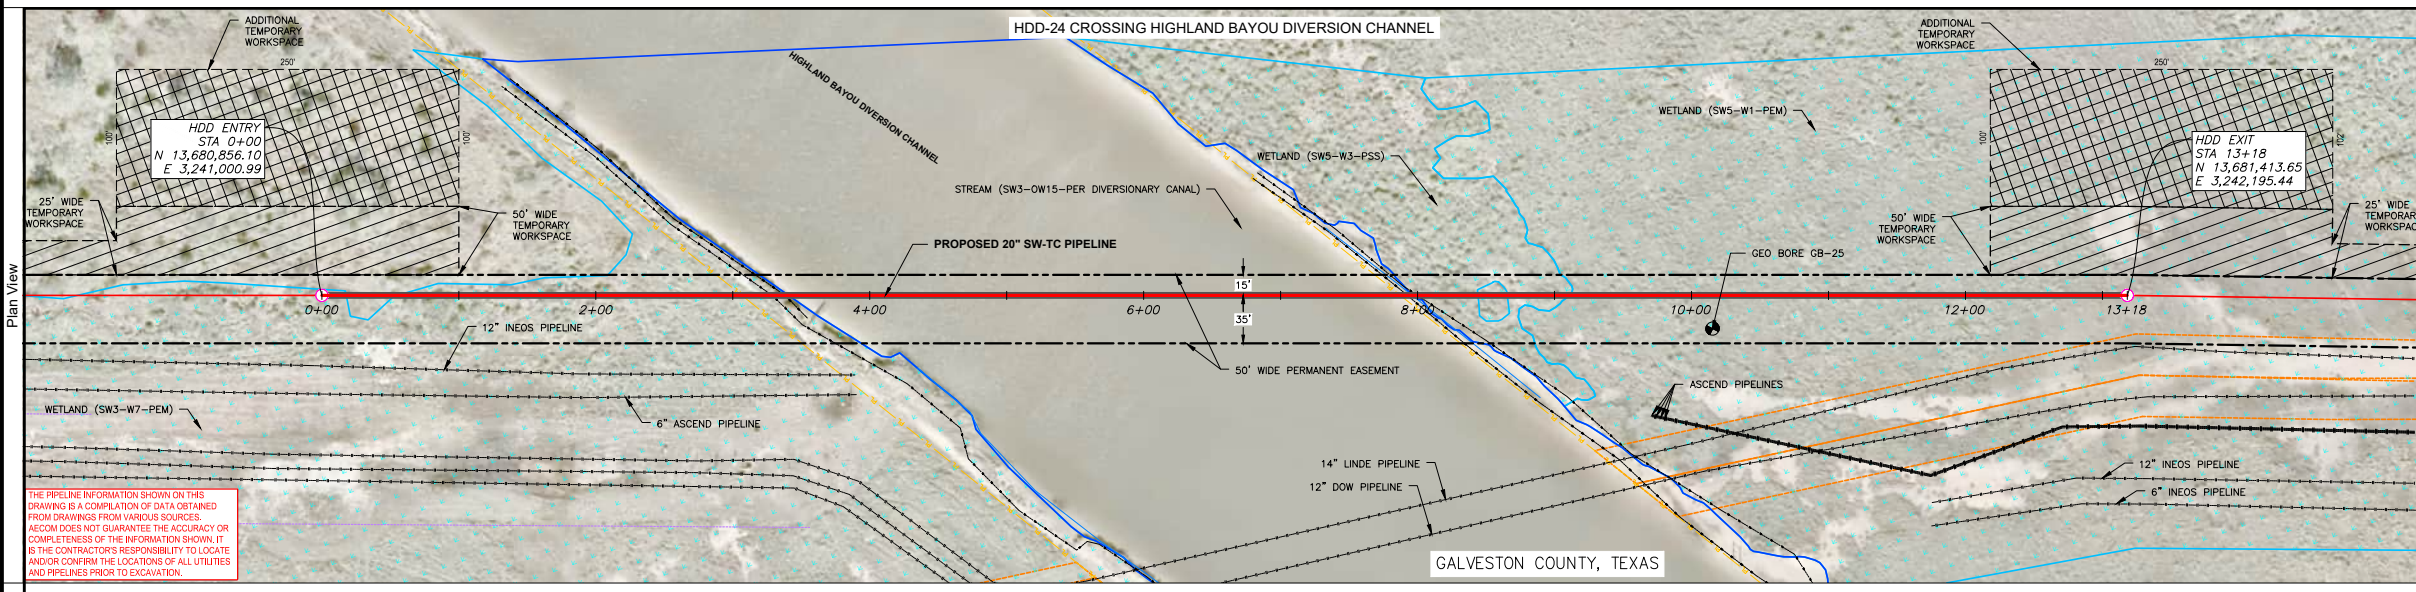 HDD-24 CROSSING HIGHLAND BAYOU DIVERSION CHANNEL
Plan View
ADDITIONAL
TEMPORARY
WORKSPACE
250'
100'
100'
HDD ENTRY
STA 0+00
N 13,680,856.10
E 3,241,000.99
25' WIDE
TEMPORARY
WORKSPACE
50' WIDE
TEMPORARY
WORKSPACE
HIGHLAND BAYOU DIVERSION CHANNEL
STREAM (SW3-OW15-PER DIVERSIONARY CANAL)
PROPOSED 20" SW-TC PIPELINE
WETLAND (SW5-W3-PSS)
WETLAND (SW5-W1-PEM)
ADDITIONAL
TEMPORARY
WORKSPACE
250'
100'
102'
HDD EXIT
STA 13+18
N 13,681,413.65
E 3,242,195.44
50' WIDE
TEMPORARY
WORKSPACE
25' WIDE
TEMPORAR
WORKSPAC
GEO BORE GB-25
15'
35'
0+00
2+00
4+00
6+00
8+00
10+00
12+00
13+18
12" INEOS PIPELINE
50' WIDE PERMANENT EASEMENT
WETLAND (SW3-W7-PEM)
6" ASCEND PIPELINE
ASCEND PIPELINES
14" LINDE PIPELINE
12" DOW PIPELINE
12" INEOS PIPELINE
6" INEOS PIPELINE
THE PIPELINE INFORMATION SHOWN ON THIS
DRAWING IS A COMPILATION OF DATA OBTAINED
FROM DRAWINGS FROM VARIOUS SOURCES.
AECOM DOES NOT GUARANTEE THE ACCURACY OR
COMPLETENESS OF THE INFORMATION SHOWN. IT
IS THE CONTRACTOR'S RESPONSIBILITY TO LOCATE
AND/OR CONFIRM THE LOCATIONS OF ALL UTILITIES
AND PIPELINES PRIOR TO EXCAVATION.
GALVESTON COUNTY, TEXAS